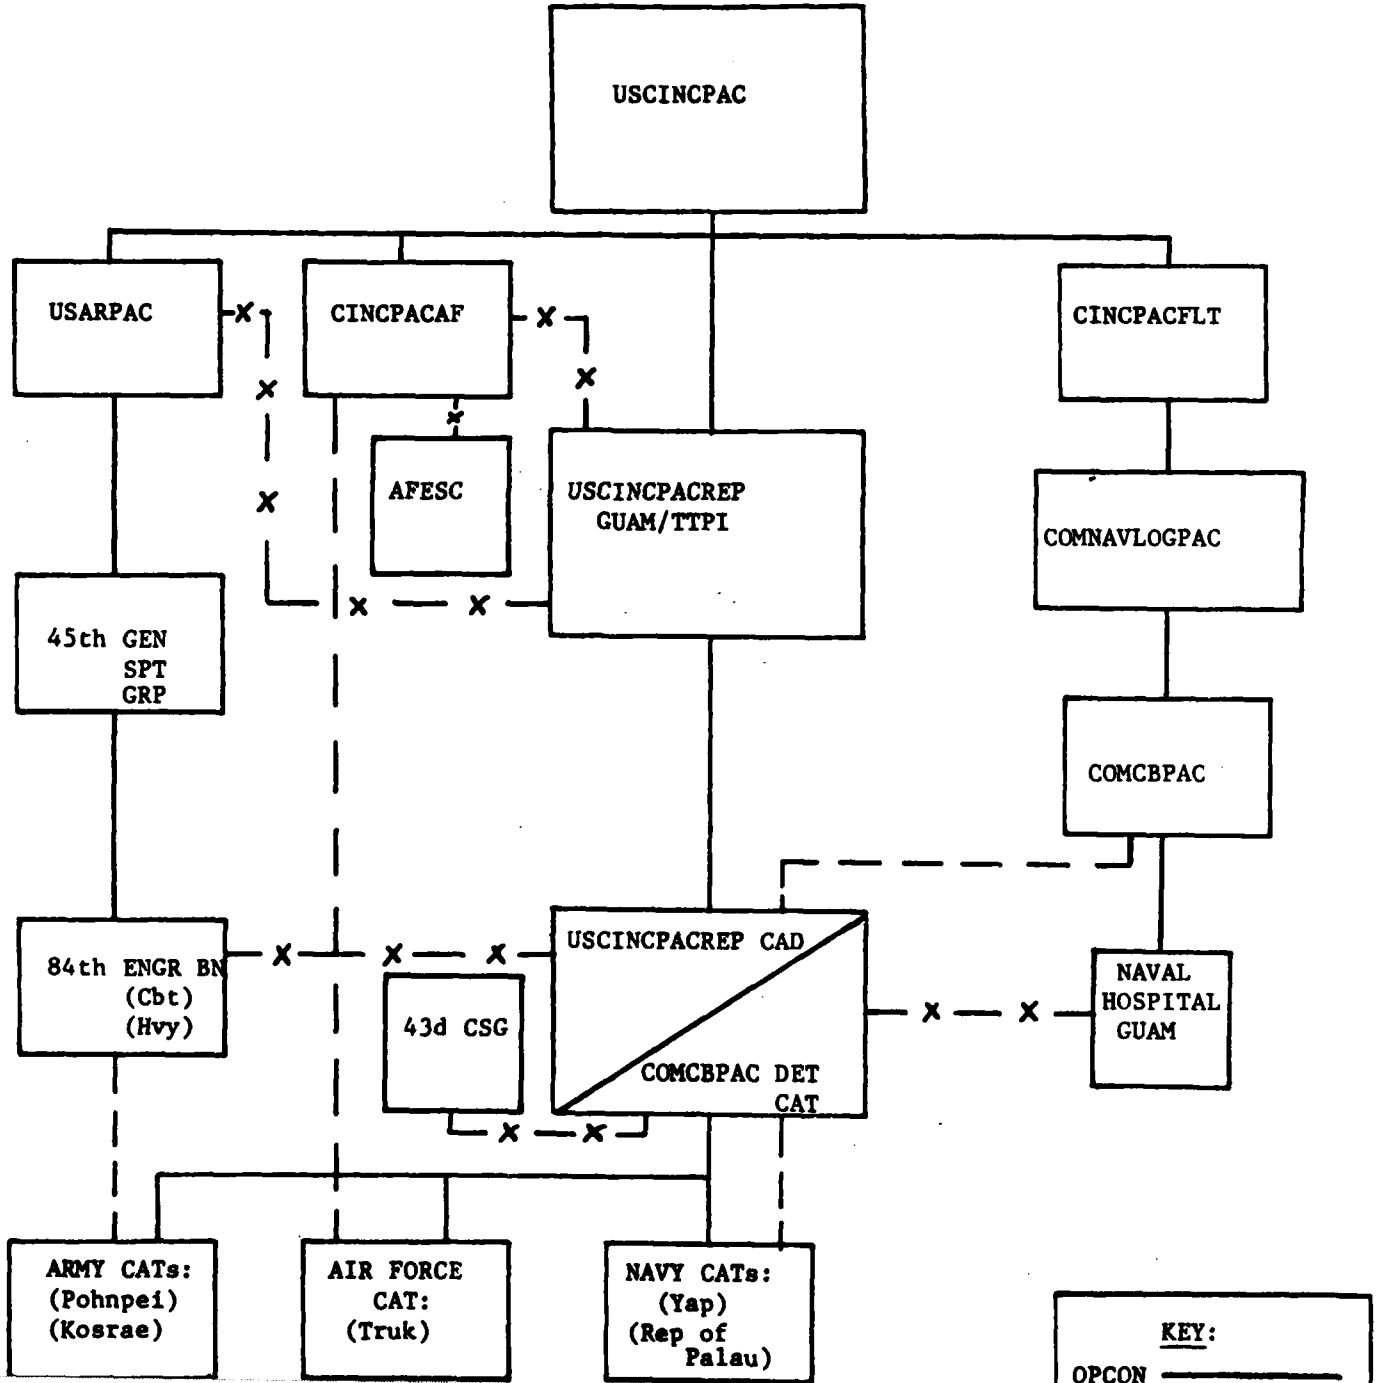 USCINCPAC
USARPAC
CINCPACAF
CINCPACFLT
AFESC
USCINCPACREP
GUAM/TTPI
COMNAVLOGPAC
45th GEN
SPT
GRP
COMCBPAC
84th ENGR BN
(Cbt)
(Hvy)
43d CSG
USCINCPACREP CAD
COMCBPAC DET
CAT
NAVAL
HOSPITAL
GUAM
ARMY CATs:
(Pohnpei)
(Kosrae)
AIR FORCE
CAT:
(Truk)
NAVY CATs:
(Yap)
(Rep of
Palau)
KEY:
OPCON